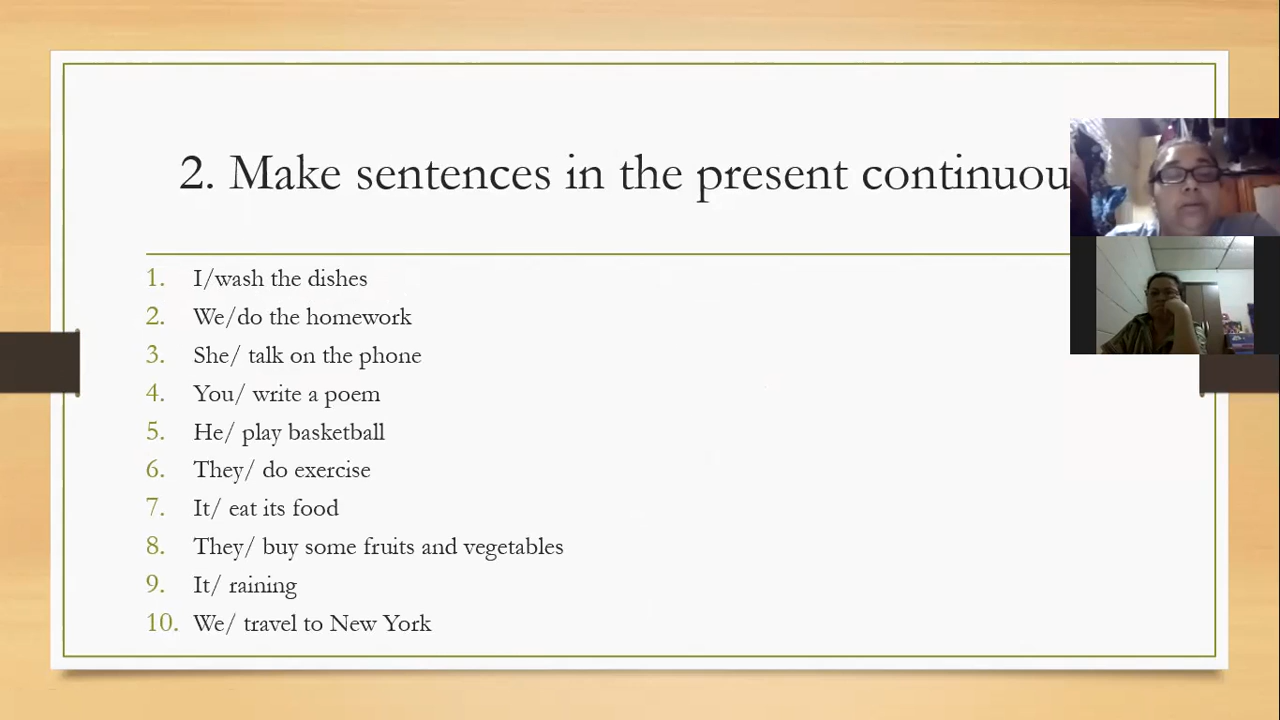 2. Make sentences in the present continuou
1. I/wash the dishes
2. We/do the homework
3. She/ talk on the phone
4. You/ write a poem
5. He/ play basketball
6. They/ do exercise
7. It/ eat its food
8. They/ buy some fruits and vegetables
9. It/ raining
10. We/ travel to New York